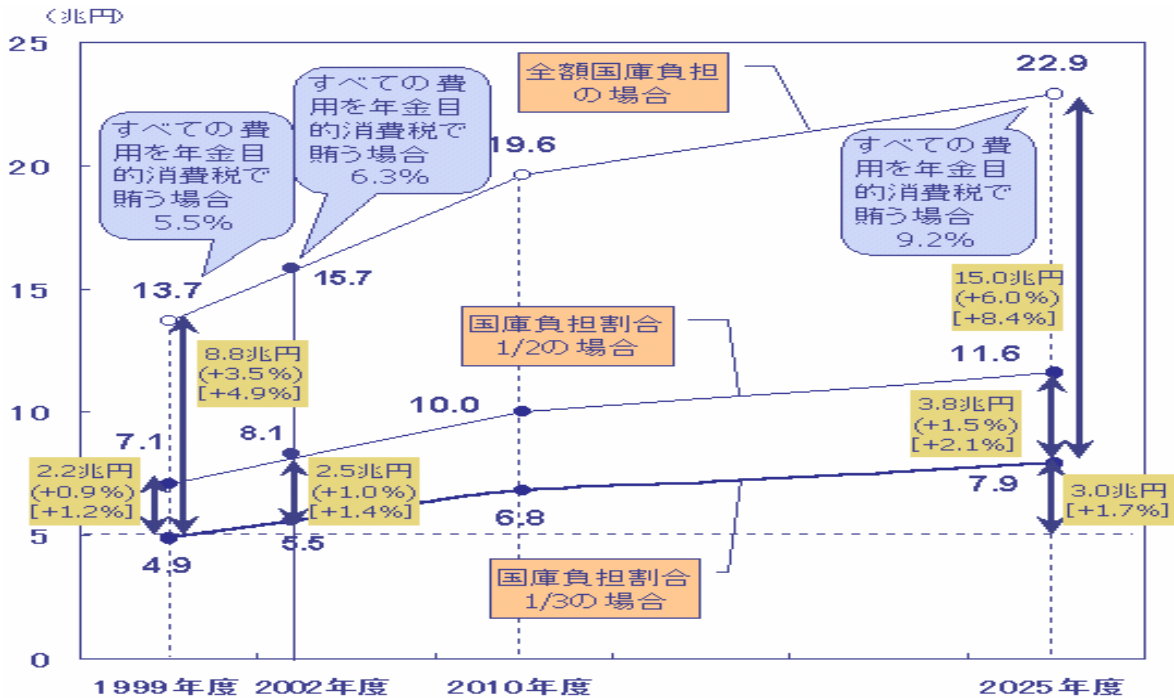 （兆円）
25
20
15
10
5
0
すべての費
用を年金目
的消費税で
賄う場合
5.5%
すべての費
用を年金目
的消費税で
賄う場合
6.3%
全額国庫負担
の場合
22.9
すべての費
用を年金目
的消費税で
賄う場合
9.2%
19.6
13.7
15.7
8.8兆円
(+3.5%)
[+4.9%]
国庫負担割合
1/2の場合
15.0兆円
(+6.0%)
[+8.4%]
11.6
10.0
7.1
8.1
3.8兆円
(+1.5%)
[+2.1%]
2.2兆円
(+0.9%)
[+1.2%]
2.5兆円
(+1.0%)
[+1.4%]
7.9
3.0兆円
[+1.7%]
6.8
5.5
4.9
国庫負担割合
1/3の場合
1999年度 2002年度 2010年度 2025年度